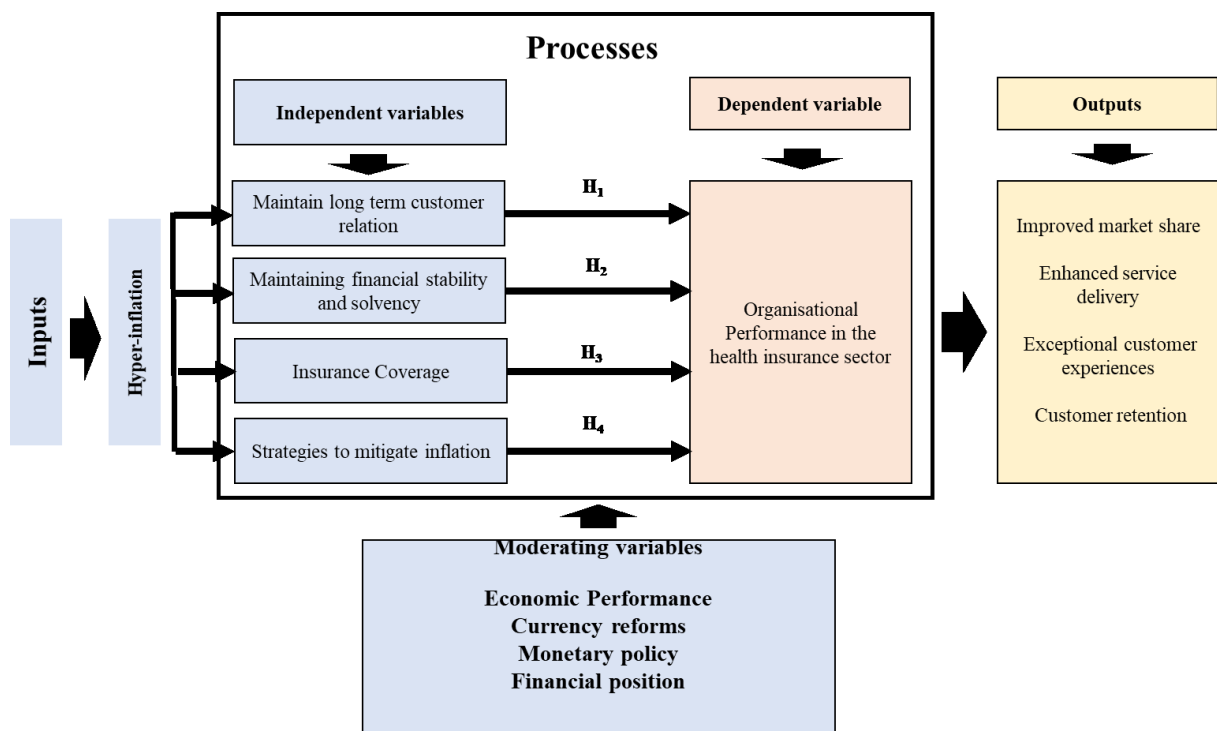 Processes
Independent variables
Dependent variable
Outputs
Inputs
Hyper-inflation
Maintain long term customer
relation
Maintaining financial stability
and solvency
Insurance Coverage
Strategies to mitigate inflation
H₁
H₂
H₃
H₄
Organisational
Performance in the
health insurance sector
Improved market share
Enhanced service
delivery
Exceptional customer
experiences
Customer retention
Moderating variables
Economic Performance
Currency reforms
Monetary policy
Financial position